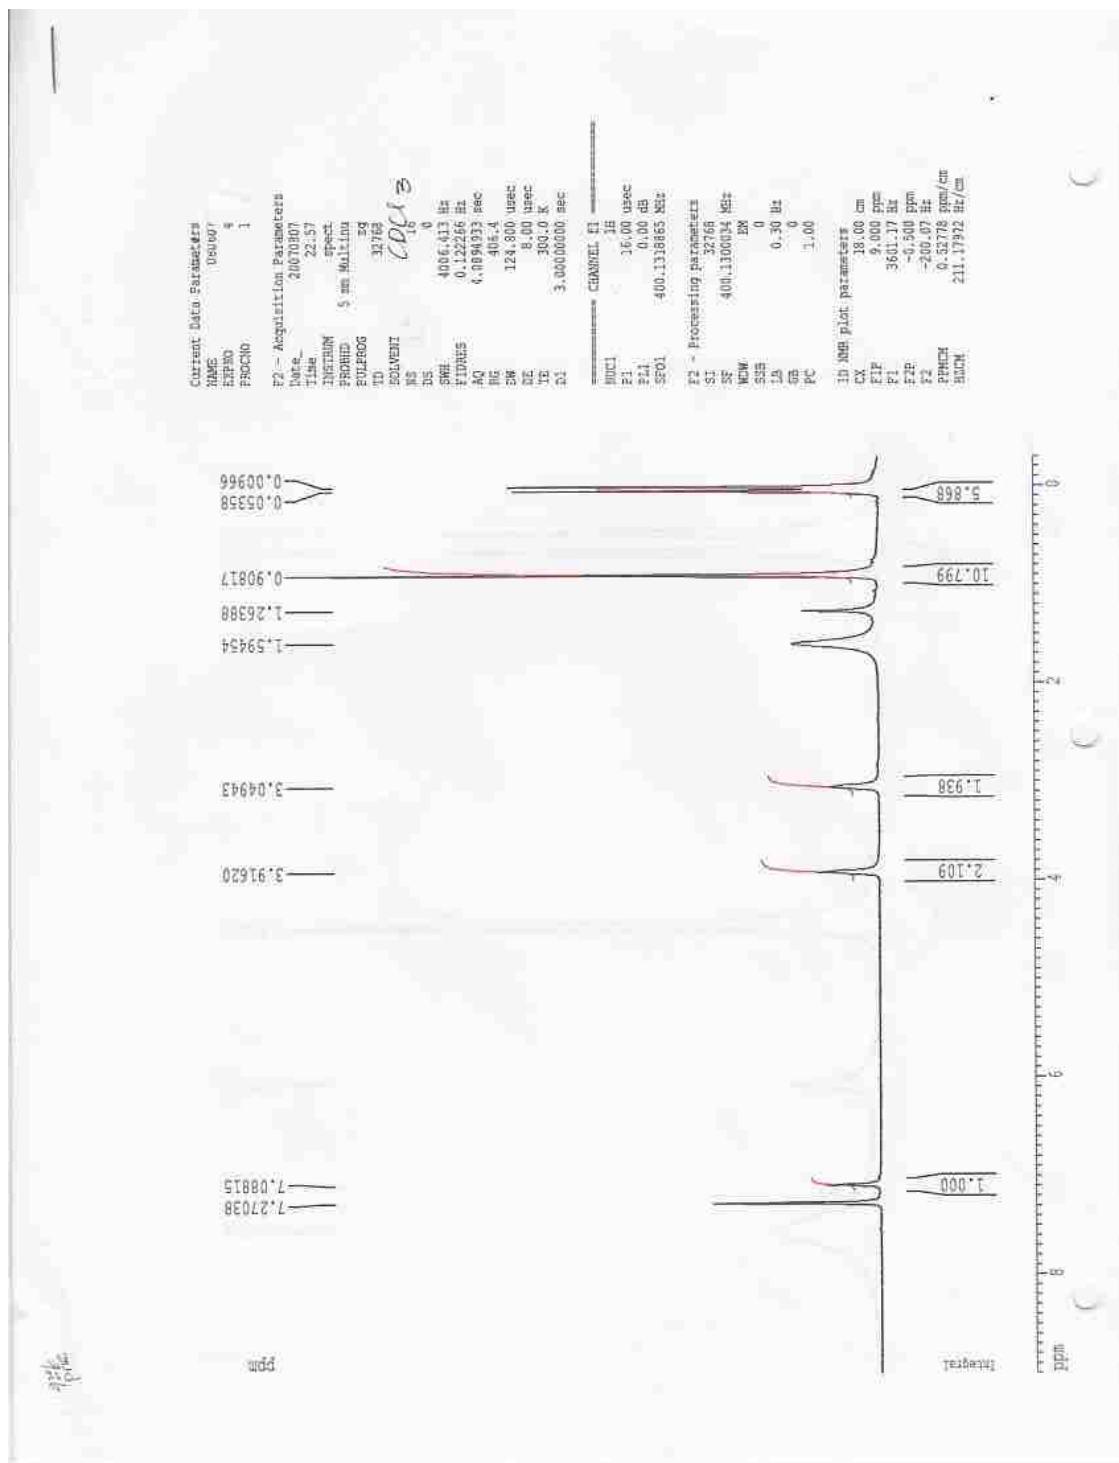 Current Data Parameters
NAME
EXPNO 4
PROCNO 1
F2 - Acquisition Parameters
Date_ 20070807
Time 22.57
INSTRUM spect
PROBHD 5 mm Multinu
PULPROG zg
TD 32768
SOLVENT CDCl3
NS 16
DS 0
SWH 4006.413 Hz
FIDRES 0.122266 Hz
AQ 4.0894933 sec
RG 406.4
DW 124.800 usec
DE 8.00 usec
TE 300.0 K
D1 3.00000000 sec
======== CHANNEL f1 ========
NUC1 1H
P1 16.00 usec
PL1 0.00 dB
SFO1 400.1318865 MHz
F2 - Processing parameters
SI 32768
SF 400.1300034 MHz
WDW EM
SSB 0
LB 0.30 Hz
GB 0
PC 1.00
1D NMR plot parameters
CX 18.00 cm
F1P 9.000 ppm
F1 3601.17 Hz
F2P -0.500 ppm
F2 -200.07 Hz
PPMCM 0.52778 ppm/cm
HZCM 211.17932 Hz/cm
ppm
7.27038
7.08815
3.91620
3.04943
1.59454
1.26388
0.90817
0.05358
0.00966
Integral
1.000
2.109
1.938
10.799
5.868
ppm 8 6 4 2 0